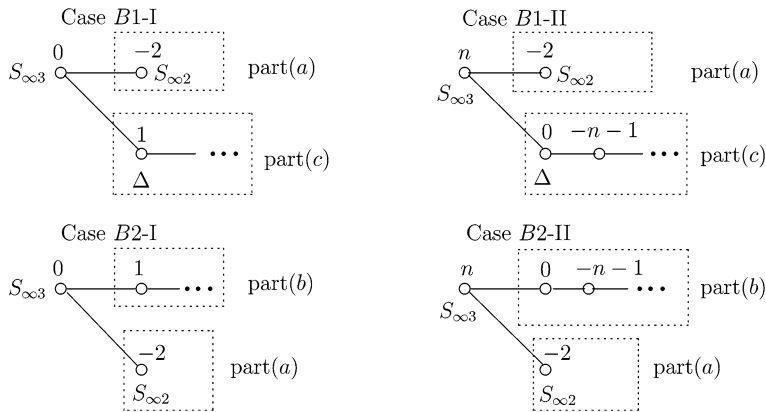 Case B1-I
0
−2
S∞3
S∞2
part(a)
1
• • •
part(c)
Δ
Case B1-II
n
−2
S∞2
part(a)
S∞3
0
−n − 1
• • •
part(c)
Δ
Case B2-I
0
1
S∞3
• • •
part(b)
−2
part(a)
S∞2
Case B2-II
n
0
−n − 1
• • •
part(b)
S∞3
−2
part(a)
S∞2